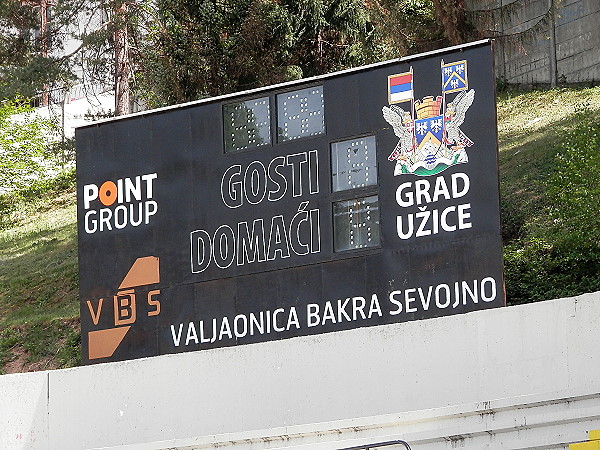 POINT
GROUP
GOSTI
DOMAĆI
GRAD
UŽICE
VBS
VALJAONICA BAKRA SEVOJNO